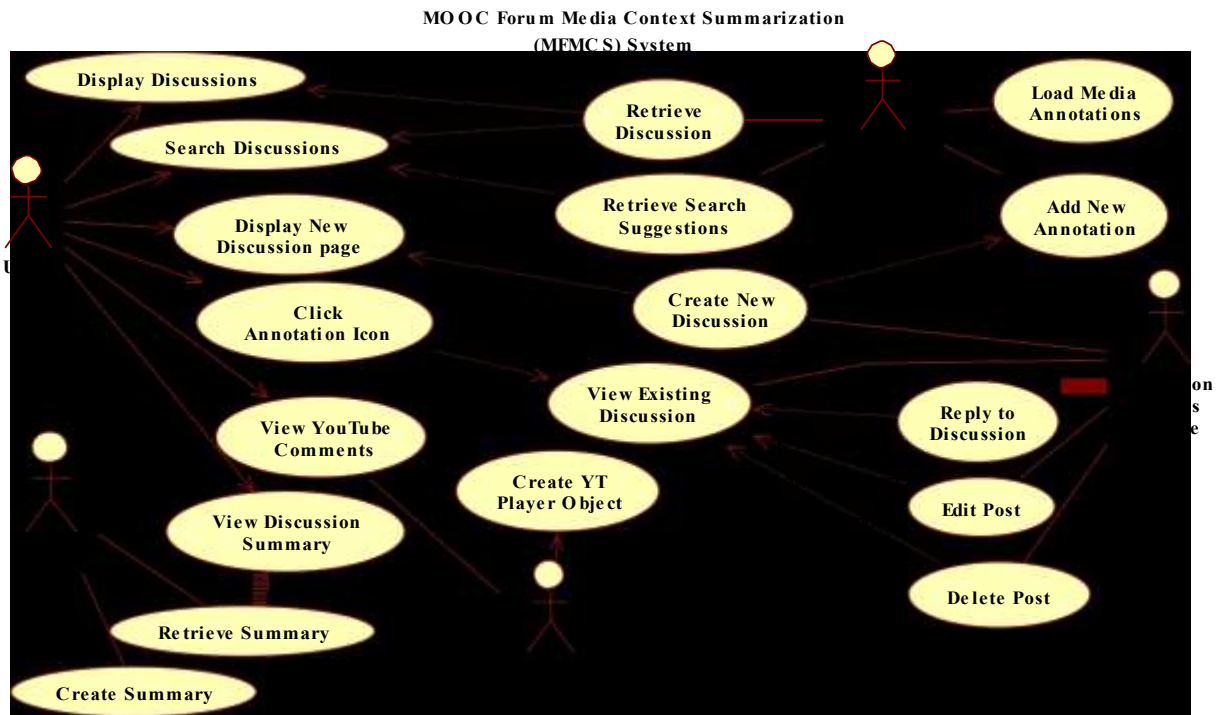 MOOC Forum Media Context Summarization
(MFMCS) System
Display Discussions
Retrieve
Discussion
Load Media
Annotations
Search Discussions
Retrieve Search
Suggestions
Add New
Annotation
Display New
Discussion page
U
Create New
Discussion
Click
Annotation Icon
View Existing
Discussion
on
s
e
Reply to
Discussion
View YouTube
Comments
Create YT
Player Object
Edit Post
View Discussion
Summary
Delete Post
Retrieve Summary
Create Summary